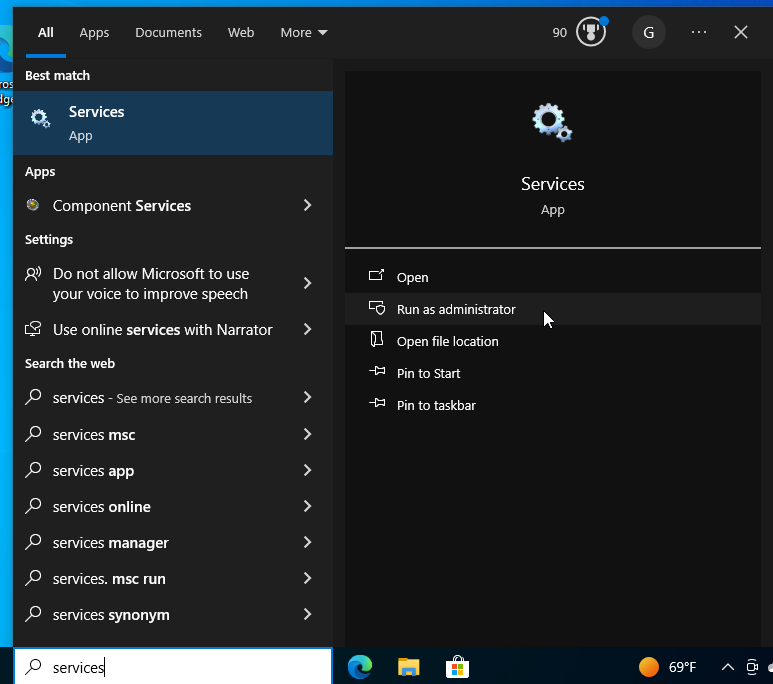 All Apps Documents Web More 90 G
Best match
Services
App
Apps
Component Services
Settings
Do not allow Microsoft to use
your voice to improve speech
Use online services with Narrator
Search the web
services - See more search results
services msc
services app
services online
services manager
services. msc run
services synonym
Services
App
Open
Run as administrator
Open file location
Pin to Start
Pin to taskbar
services
69°F